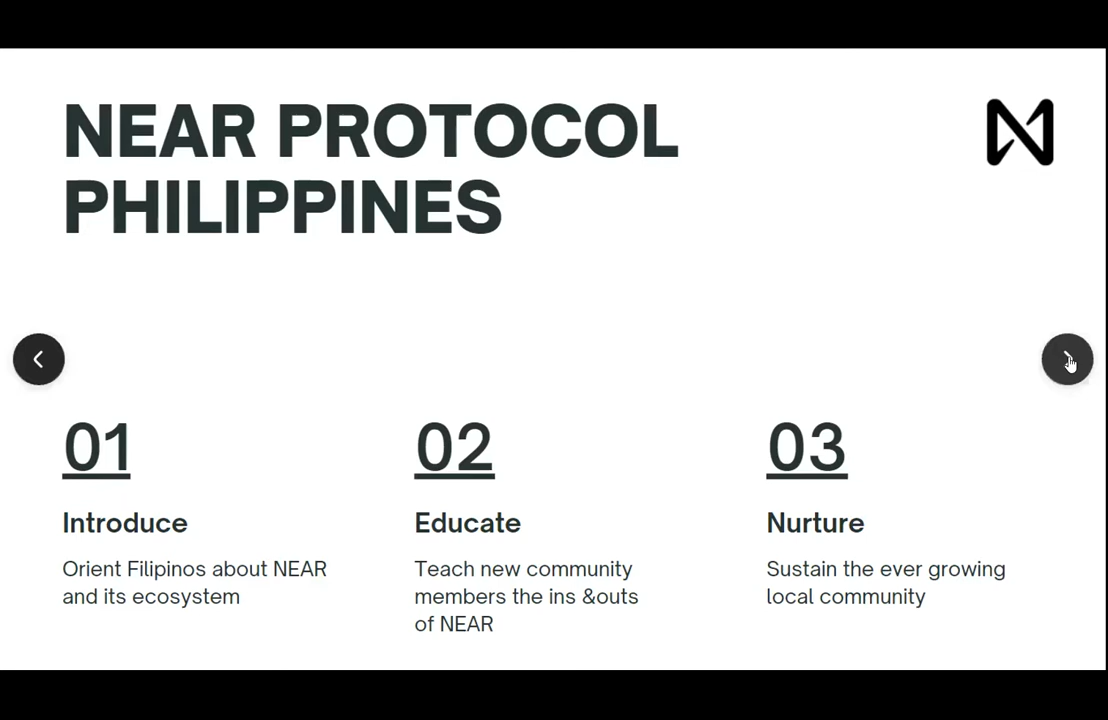 NEAR PROTOCOL
PHILIPPINES
01
Introduce
Orient Filipinos about NEAR
and its ecosystem
02
Educate
Teach new community
members the ins &outs
of NEAR
03
Nurture
Sustain the ever growing
local community